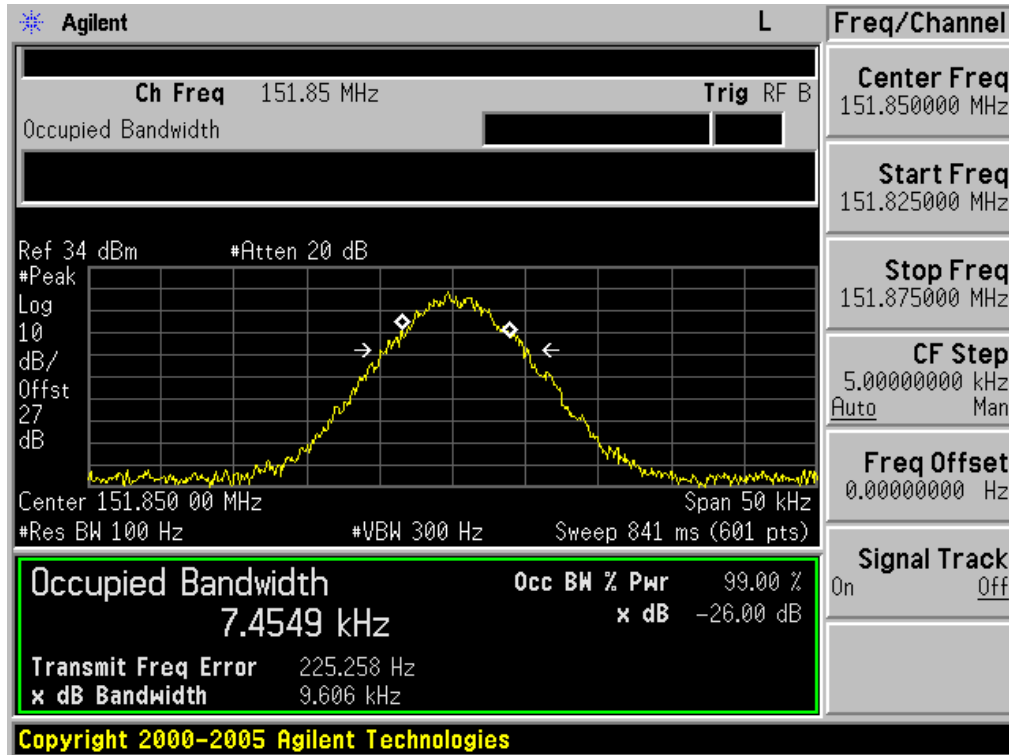 Agilent L
Ch Freq 151.85 MHz Trig RF B
Occupied Bandwidth
Ref 34 dBm #Atten 20 dB
#Peak
Log
10
dB/
Offst
27
dB
Center 151.850 00 MHz Span 50 kHz
#Res BW 100 Hz #VBW 300 Hz Sweep 841 ms (601 pts)
Occupied Bandwidth
7.4549 kHz
Occ BW % Pwr 99.00 %
x dB -26.00 dB
Transmit Freq Error 225.258 Hz
x dB Bandwidth 9.606 kHz
Copyright 2000-2005 Agilent Technologies
Freq/Channel
Center Freq
151.850000 MHz
Start Freq
151.825000 MHz
Stop Freq
151.875000 MHz
CF Step
5.00000000 kHz
Auto Man
Freq Offset
0.00000000 Hz
Signal Track
On Off